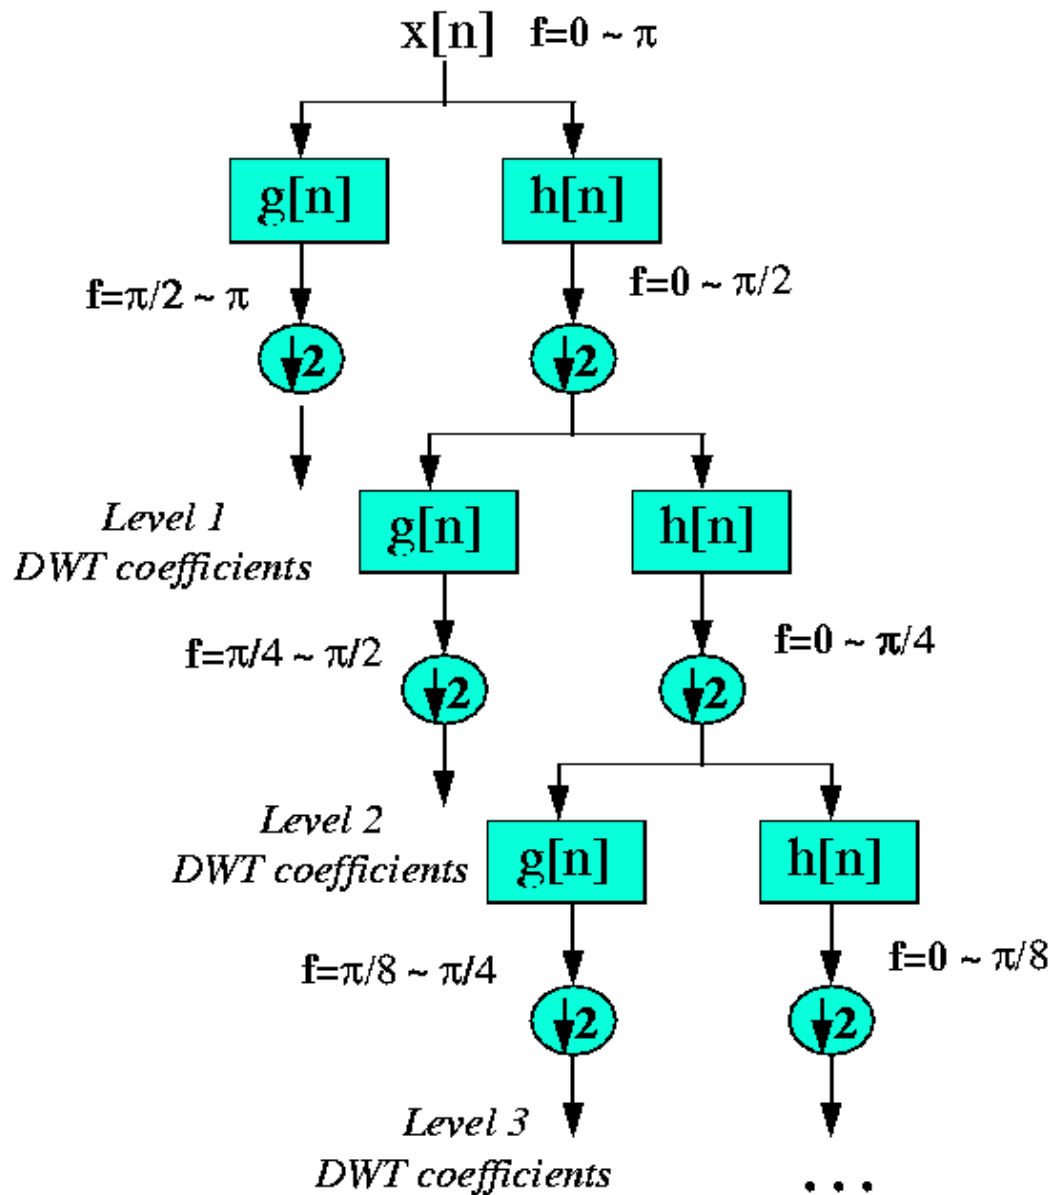 x[n] f=0 ~ π
g[n] h[n]
f=π/2 ~ π f=0 ~ π/2
↓2 ↓2
Level 1
DWT coefficients
g[n] h[n]
f=π/4 ~ π/2 f=0 ~ π/4
↓2 ↓2
Level 2
DWT coefficients
g[n] h[n]
f=π/8 ~ π/4 f=0 ~ π/8
↓2 ↓2
Level 3
DWT coefficients
...